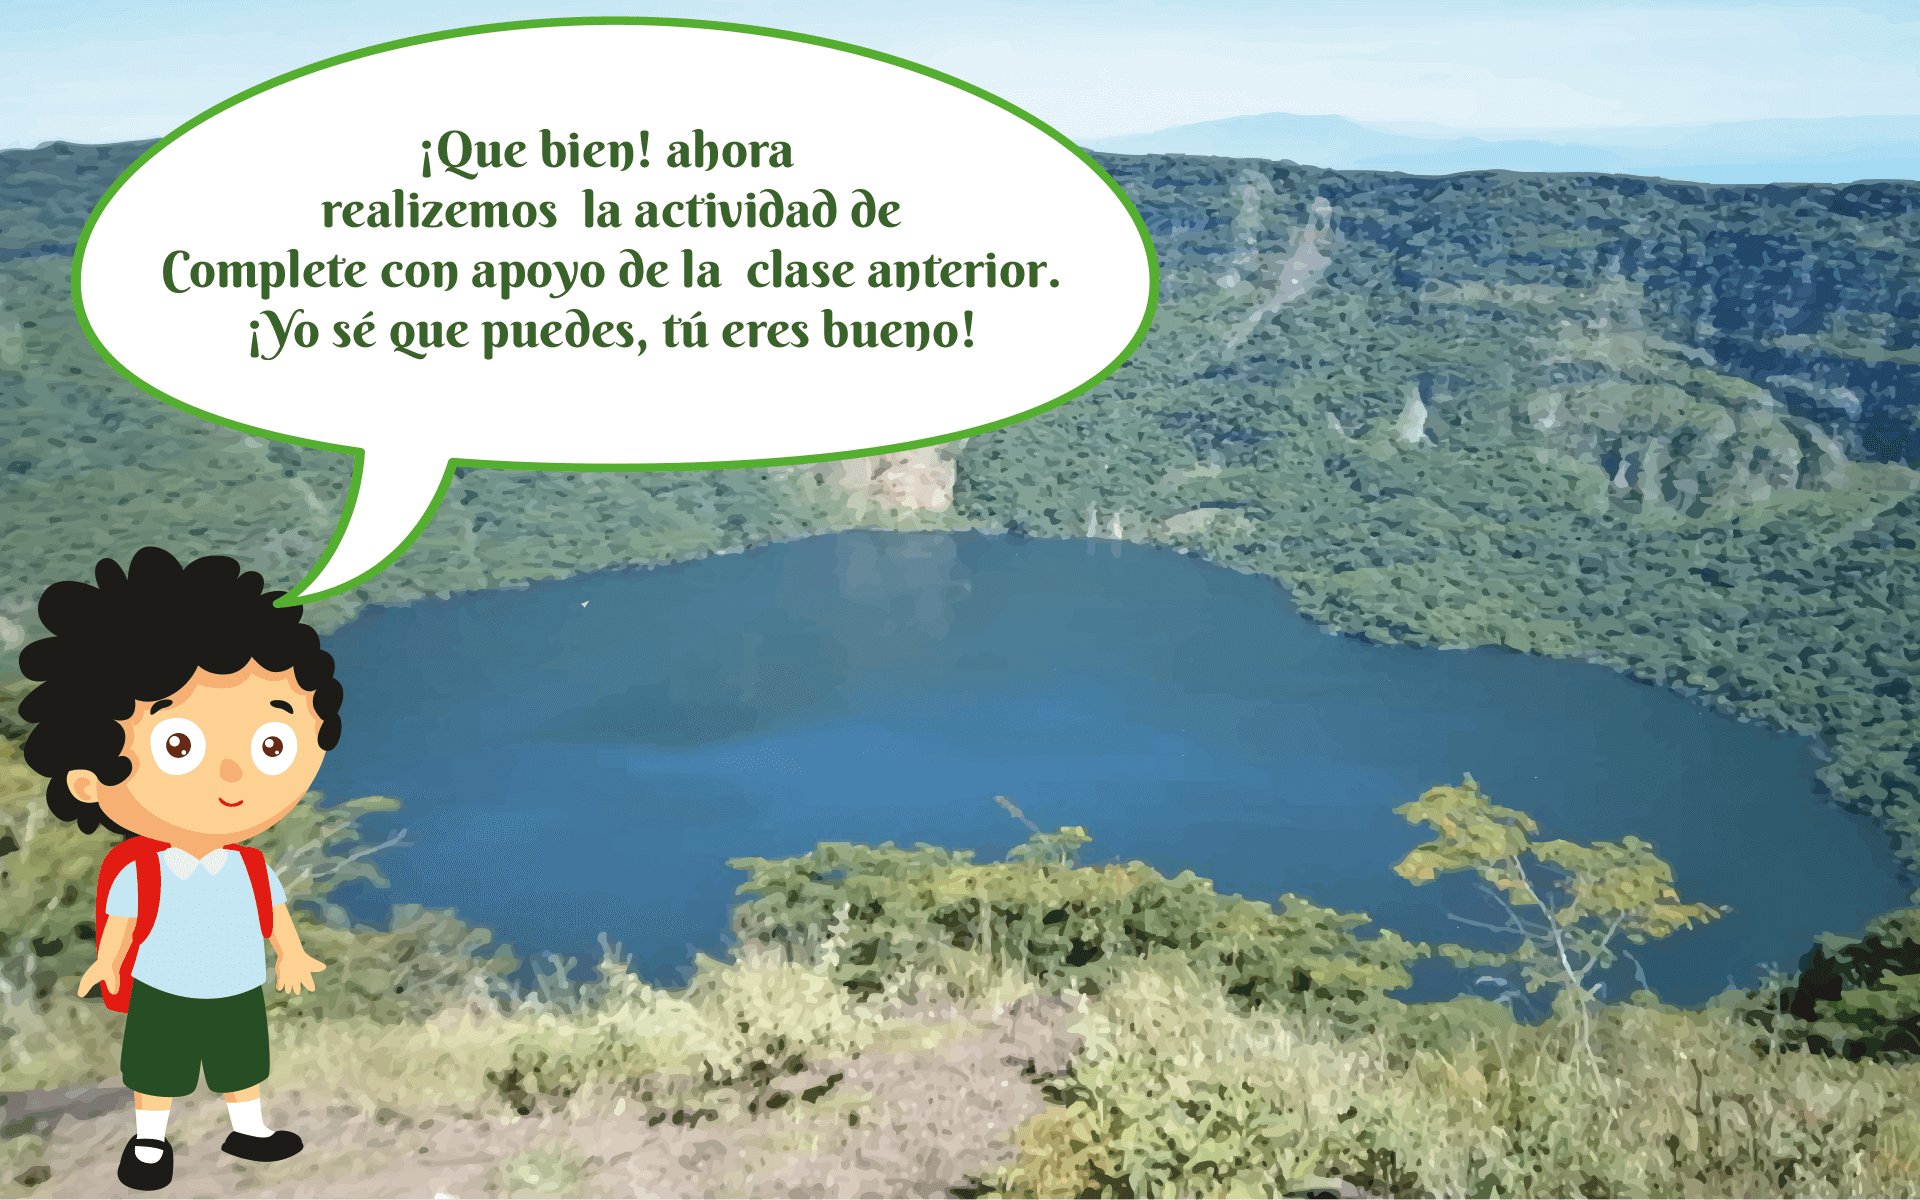 ¡Que bien! ahora
realizemos la actividad de
Complete con apoyo de la clase anterior.
¡Yo sé que puedes, tú eres bueno!